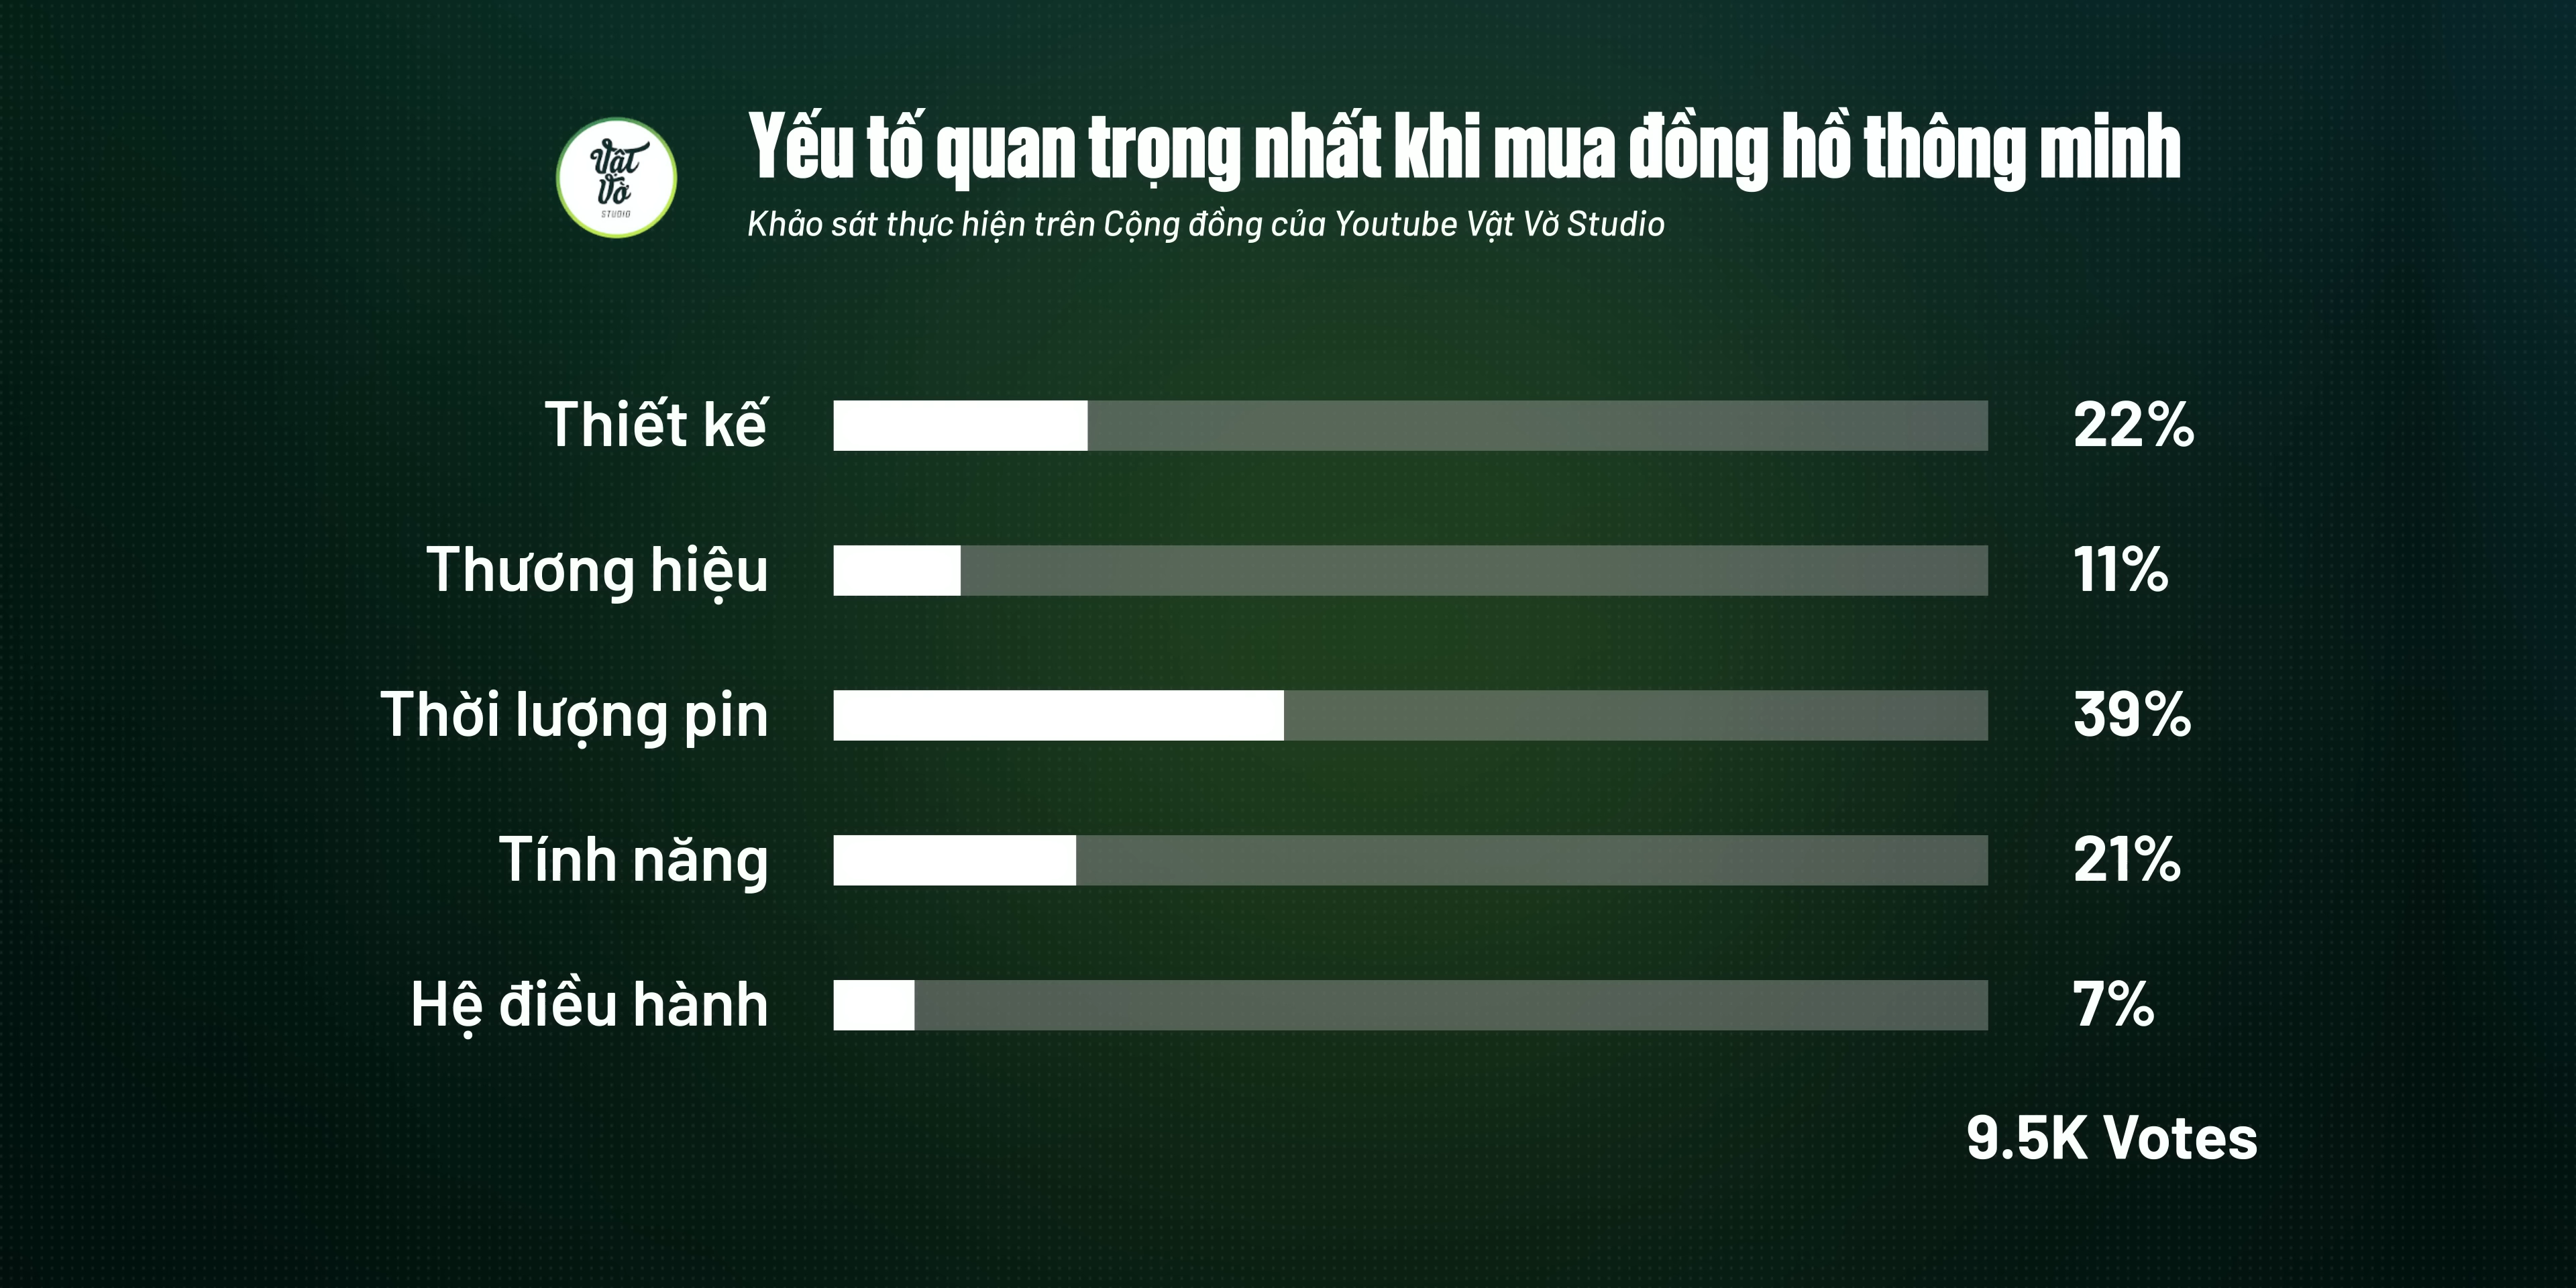 Vật
Vờ
STUDIO
Yếu tố quan trọng nhất khi mua đồng hồ thông minh
Khảo sát thực hiện trên Cộng đồng của Youtube Vật Vờ Studio
Thiết kế 22%
Thương hiệu 11%
Thời lượng pin 39%
Tính năng 21%
Hệ điều hành 7%
9.5K Votes